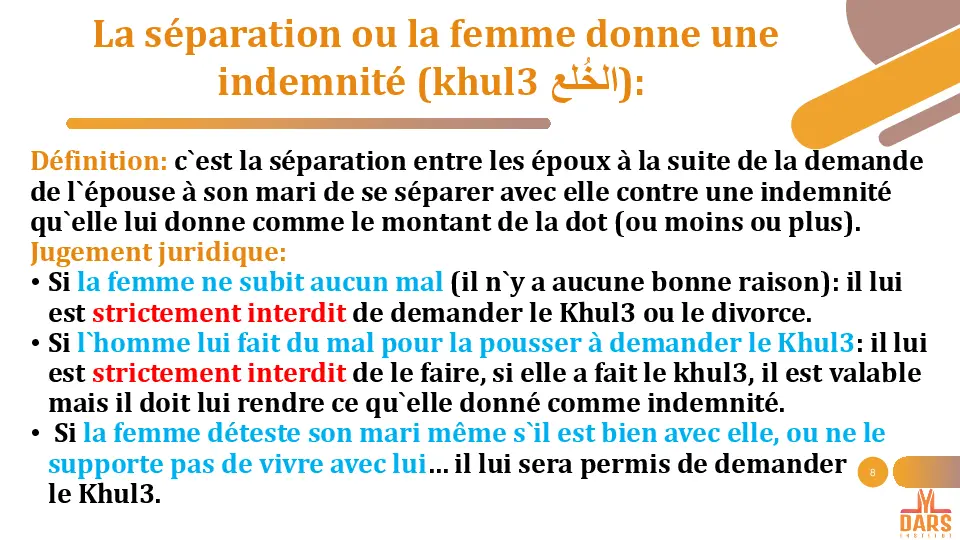 La séparation ou la femme donne une
indemnité (khul3 الخُلع):
Définition: c`est la séparation entre les époux à la suite de la demande
de l`épouse à son mari de se séparer avec elle contre une indemnité
qu`elle lui donne comme le montant de la dot (ou moins ou plus).
Jugement juridique:
• Si la femme ne subit aucun mal (il n`y a aucune bonne raison): il lui
est strictement interdit de demander le Khul3 ou le divorce.
• Si l`homme lui fait du mal pour la pousser à demander le Khul3: il lui
est strictement interdit de le faire, si elle a fait le khul3, il est valable
mais il doit lui rendre ce qu`elle donné comme indemnité.
• Si la femme déteste son mari même s`il est bien avec elle, ou ne le
supporte pas de vivre avec lui... il lui sera permis de demander
le Khul3.
8
DARS
INSTITUT